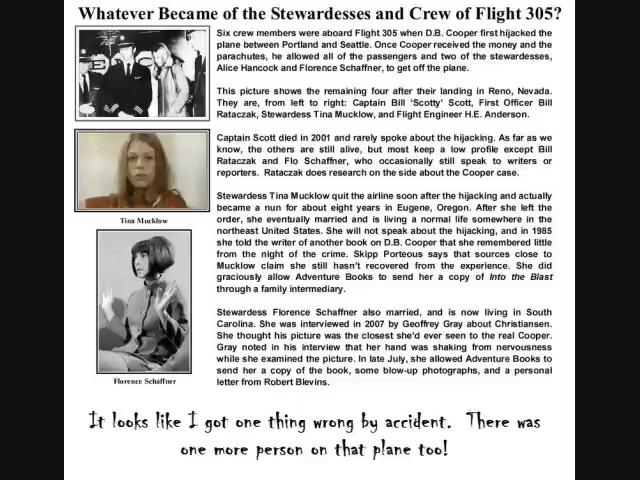 Whatever Became of the Stewardesses and Crew of Flight 305?
Six crew members were aboard Flight 305 when D.B. Cooper first hijacked the
plane between Portland and Seattle. Once Cooper received the money and the
parachutes, he allowed all of the passengers and two of the stewardesses,
Alice Hancock and Florence Schaffner, to get off the plane.
This picture shows the remaining four after their landing in Reno, Nevada.
They are, from left to right: Captain Bill ‘Scotty’ Scott, First Officer Bill
Rataczak, Stewardess Tina Mucklow, and Flight Engineer H.E. Anderson.
Captain Scott died in 2001 and rarely spoke about the hijacking. As far as we
know, the others are still alive, but most keep a low profile except Bill
Rataczak and Flo Schaffner, who occasionally still speak to writers or
reporters. Rataczak does research on the side about the Cooper case.
Tina Mucklow
Stewardess Tina Mucklow quit the airline soon after the hijacking and actually
became a nun for about eight years in Eugene, Oregon. After she left the
order, she eventually married and is living a normal life somewhere in the
northeast United States. She will not speak about the hijacking, and in 1985
she told the writer of another book on D.B. Cooper that she remembered little
from the night of the crime. Skipp Porteous says that sources close to
Mucklow claim she still hasn't recovered from the experience. She did
graciously allow Adventure Books to send her a copy of Into the Blast
through a family intermediary.
Stewardess Florence Schaffner also married, and is now living in South
Carolina. She was interviewed in 2007 by Geoffrey Gray about Christiansen.
She thought his picture was the closest she'd ever seen to the real Cooper.
Gray noted in his interview that her hand was shaking from nervousness
while she examined the picture. In late July, she allowed Adventure Books to
send her a copy of the book, some blow-up photographs, and a personal
letter from Robert Blevins.
Florence Schaffner
It looks like I got one thing wrong by accident. There was
one more person on that plane too!